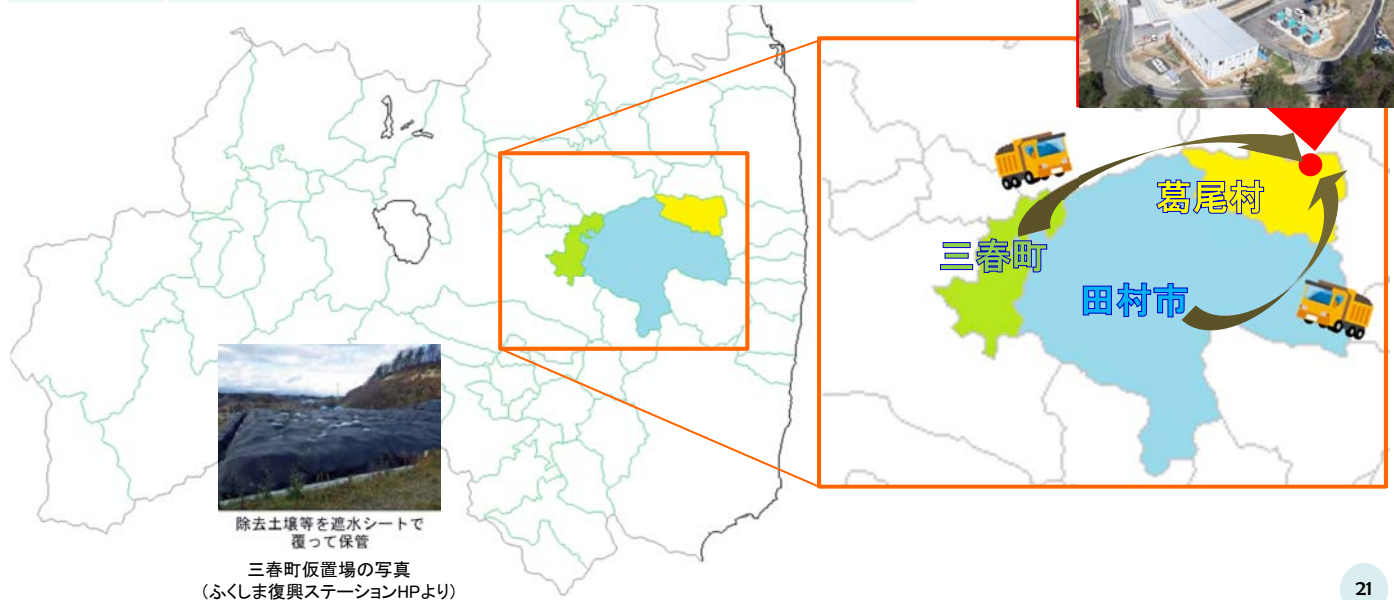 葛尾村
三春町
田村市
除去土壌等を遮水シートで
覆って保管
三春町仮置場の写真
(ふくしま復興ステーションHPより)
21